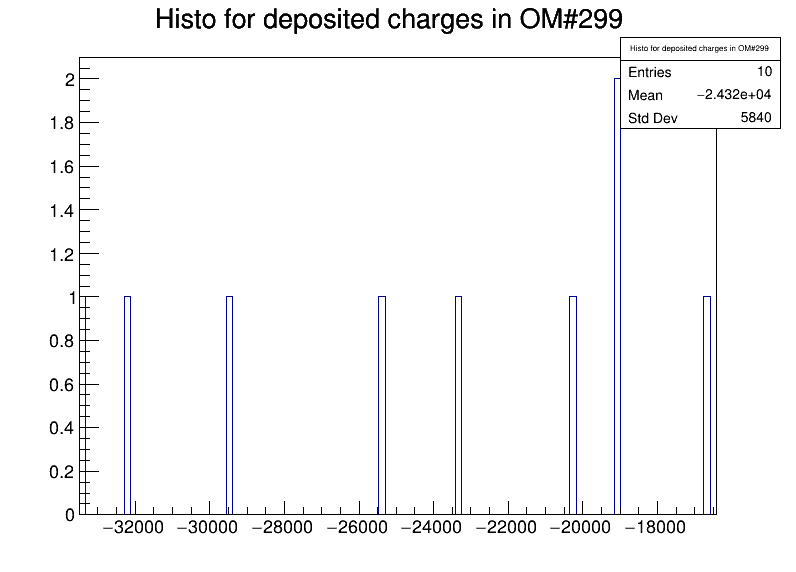 Histo for deposited charges in OM#299
Histo for deposited charges in OM#299
Entries 10
Mean −2.432e+04
Std Dev 5840
2
1.8
1.6
1.4
1.2
1
0.8
0.6
0.4
0.2
0
−32000 −30000 −28000 −26000 −24000 −22000 −20000 −18000